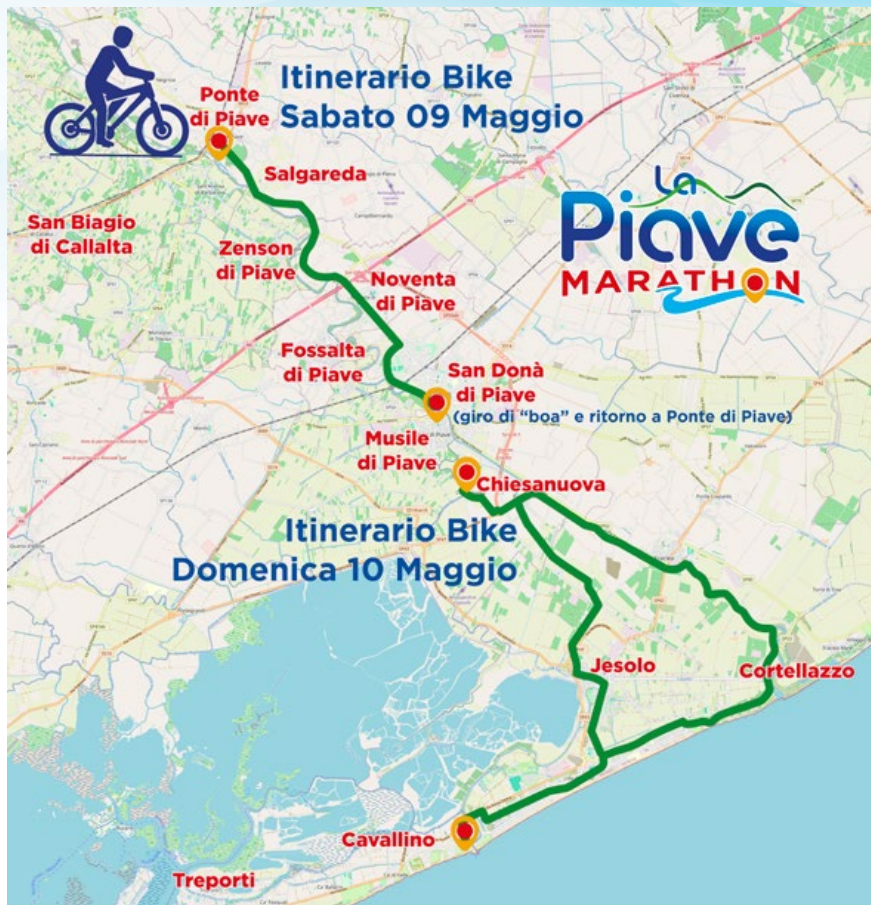 Itinerario Bike
Sabato 09 Maggio
Ponte
di Piave
La
Piave
MARATHON
Salgareda
San Biagio
di Callalta
Zenson
di Piave
Noventa
di Piave
Fossalta
di Piave
San Donà
di Piave
(giro di “boa” e ritorno a Ponte di Piave)
Musile
di Piave
Chiesanuova
Itinerario Bike
Domenica 10 Maggio
Jesolo
Cortellazzo
Cavallino
Treporti